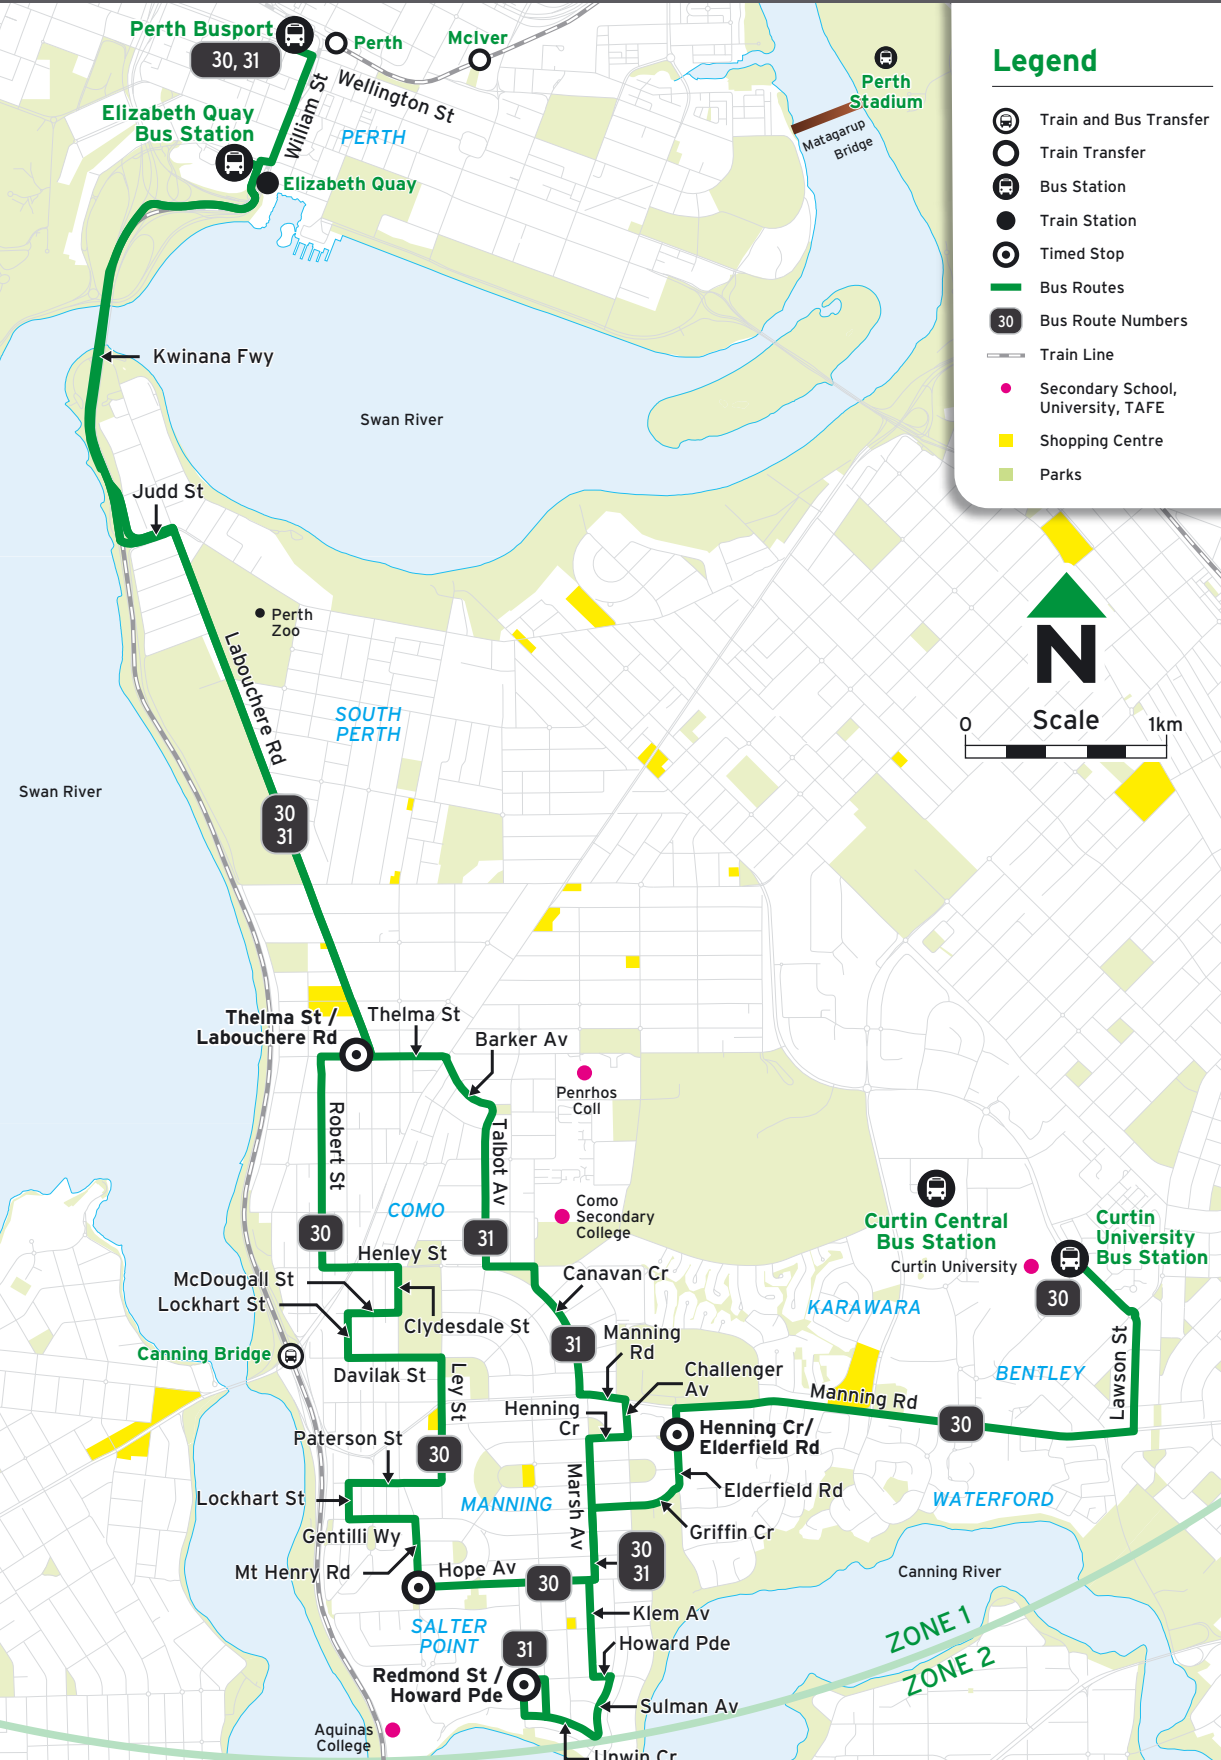 Perth Busport
30, 31
Perth
McIver
Wellington St
William St
Elizabeth Quay
Bus Station
PERTH
Elizabeth Quay
Perth
Stadium
Matagarup
Bridge
Legend
Train and Bus Transfer
Train Transfer
Bus Station
Train Station
Timed Stop
Bus Routes
30
Bus Route Numbers
Train Line
Secondary School,
University, TAFE
Shopping Centre
Parks
N
0
Scale
1km
Kwinana Fwy
Swan River
Judd St
Perth
Zoo
Labouchere Rd
SOUTH
PERTH
Swan River
30
31
Thelma St /
Labouchere Rd
Thelma St
Barker Av
Penrhos
Coll
Robert St
Talbot Av
COMO
Como
Secondary
College
30
31
Henley St
McDougall St
Lockhart St
Clydesdale St
Canning Bridge
Davilak St
Ley St
Canavan Cr
31
Manning
Rd
Challenger
Av
Henning
Cr
Curtin Central
Bus Station
Curtin University
Curtin
University
Bus Station
30
KARAWARA
BENTLEY
Lawson St
Manning Rd
30
Henning Cr/
Elderfield Rd
Paterson St
30
Lockhart St
MANNING
Marsh Av
Elderfield Rd
WATERFORD
Griffin Cr
Gentilli Wy
Mt Henry Rd
Hope Av
30
30
31
Canning River
Klem Av
SALTER
POINT
31
Howard Pde
ZONE 1
ZONE 2
Redmond St /
Howard Pde
Sulman Av
Aquinas
College
Unwin Cr